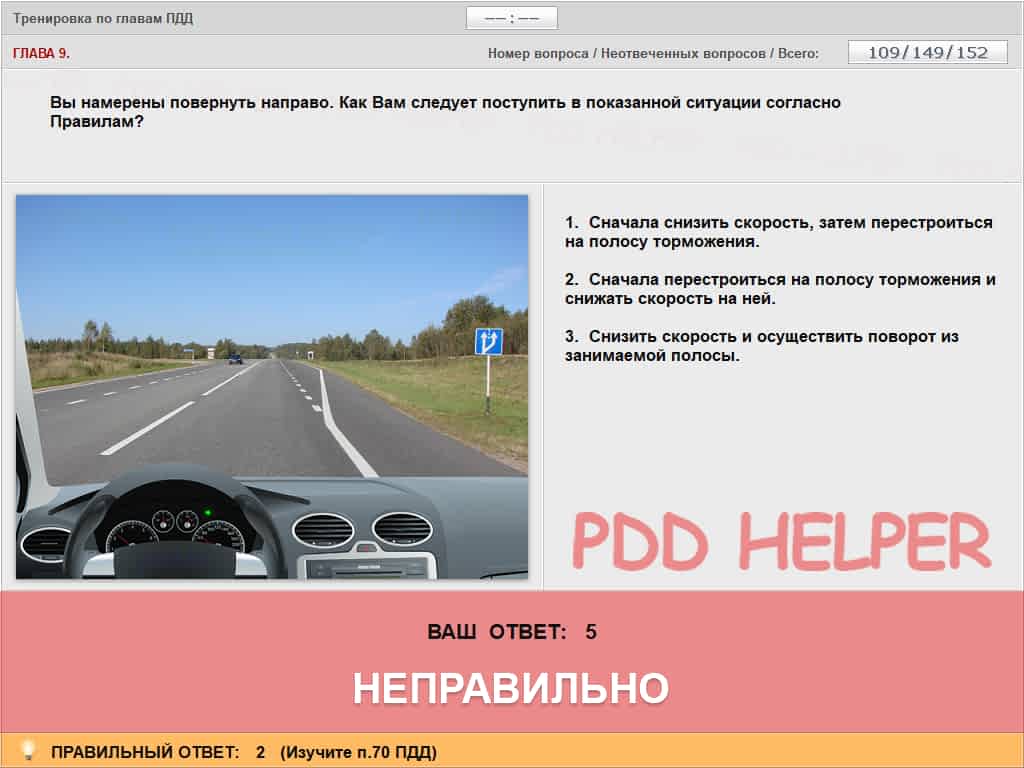 Тренировка по главам ПДД
—— : ——
ГЛАВА 9.
Номер вопроса / Неотвеченных вопросов / Всего:
109/149/152
Вы намерены повернуть направо. Как Вам следует поступить в показанной ситуации согласно
Правилам?
1. Сначала снизить скорость, затем перестроиться
на полосу торможения.
2. Сначала перестроиться на полосу торможения и
снижать скорость на ней.
3. Снизить скорость и осуществить поворот из
занимаемой полосы.
PDD HELPER
ВАШ ОТВЕТ: 5
НЕПРАВИЛЬНО
ПРАВИЛЬНЫЙ ОТВЕТ: 2 (Изучите п.70 ПДД)